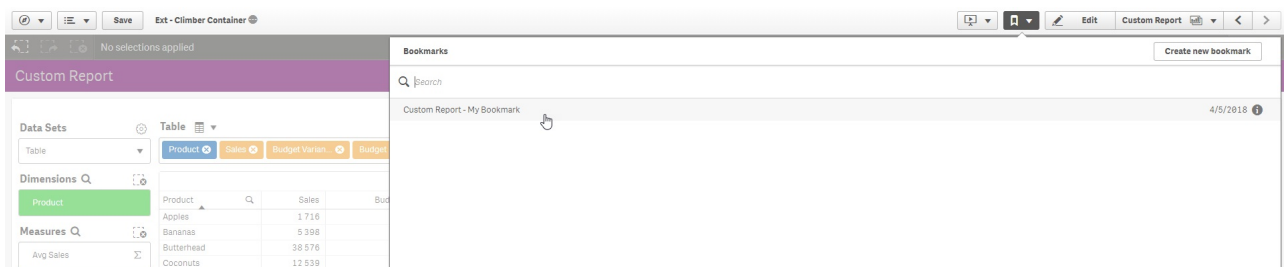 Save Ext - Climber Container Edit Custom Report
No selections applied
Bookmarks Create new bookmark
Custom Report
Search
Custom Report - My Bookmark 4/5/2018
Data Sets Table
Table Product Sales Budget Varian... Budget
Dimensions
Product
Product Sales Bud
Apples 1 716
Measures
Bananas 5 398
Butterhead 38 576
Avg Sales
Coconuts 12 539